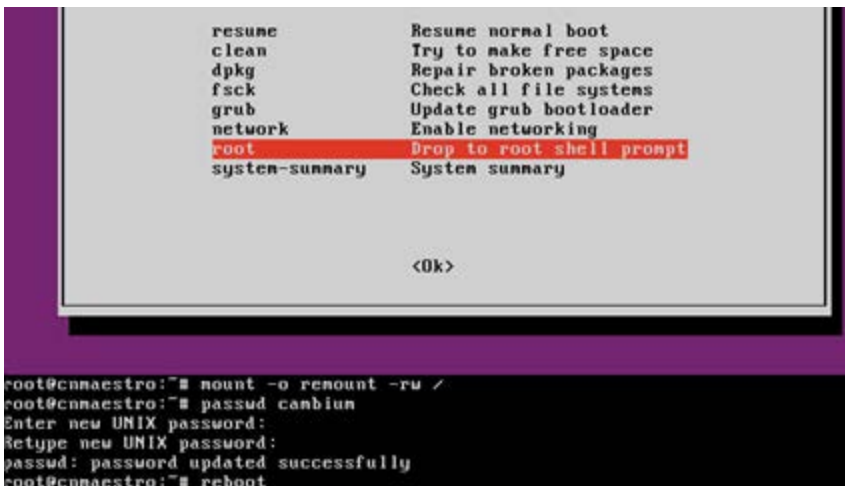 resume Resume normal boot
clean Try to make free space
dpkg Repair broken packages
fsck Check all file systems
grub Update grub bootloader
network Enable networking
root Drop to root shell prompt
system-summary System summary
<Ok>
root@cnmaestro:~# mount -o remount -rw /
root@cnmaestro:~# passwd cambium
Enter new UNIX password:
Retype new UNIX password:
passwd: password updated successfully
root@cnmaestro:~# reboot